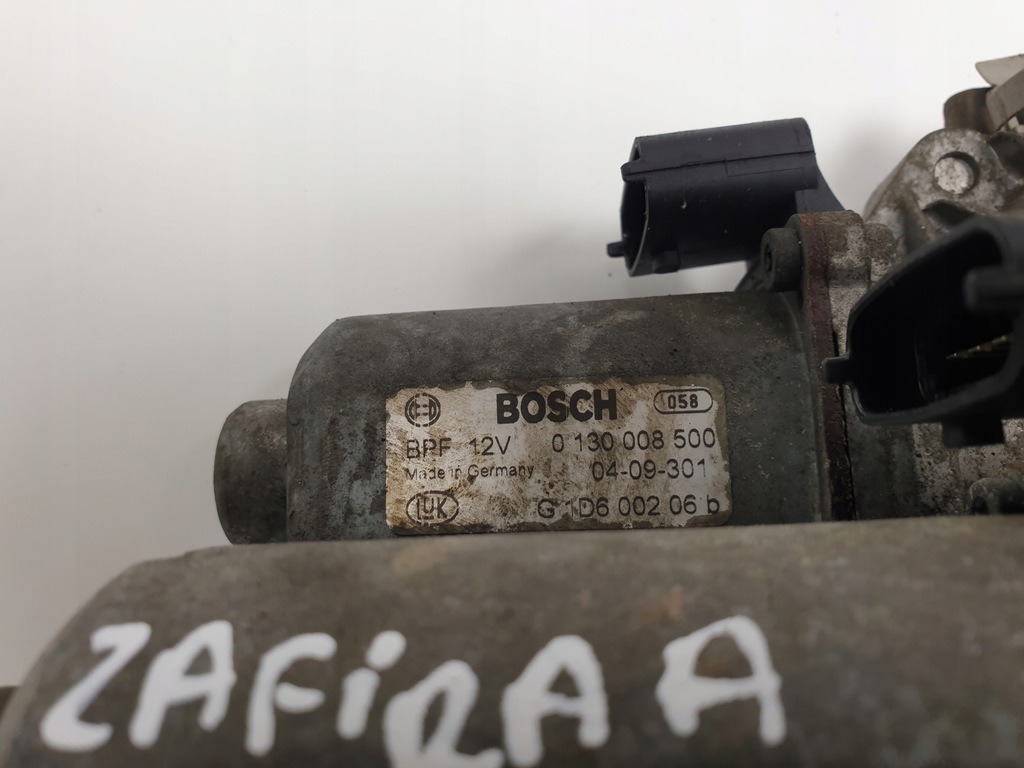 BOSCH 058
BPF 12V 0 130 008 500
Made in Germany 04-09-301
LUK G 1D6 002 06 b
ZAFiRA A